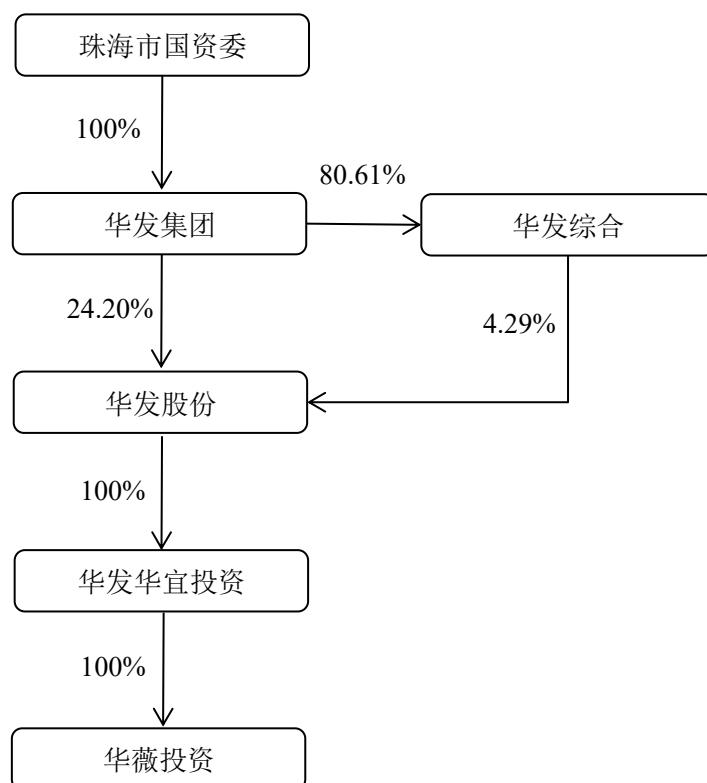 珠海市国资委
100%
80.61%
华发集团
华发综合
24.20%
4.29%
华发股份
100%
华发华宜投资
100%
华薇投资